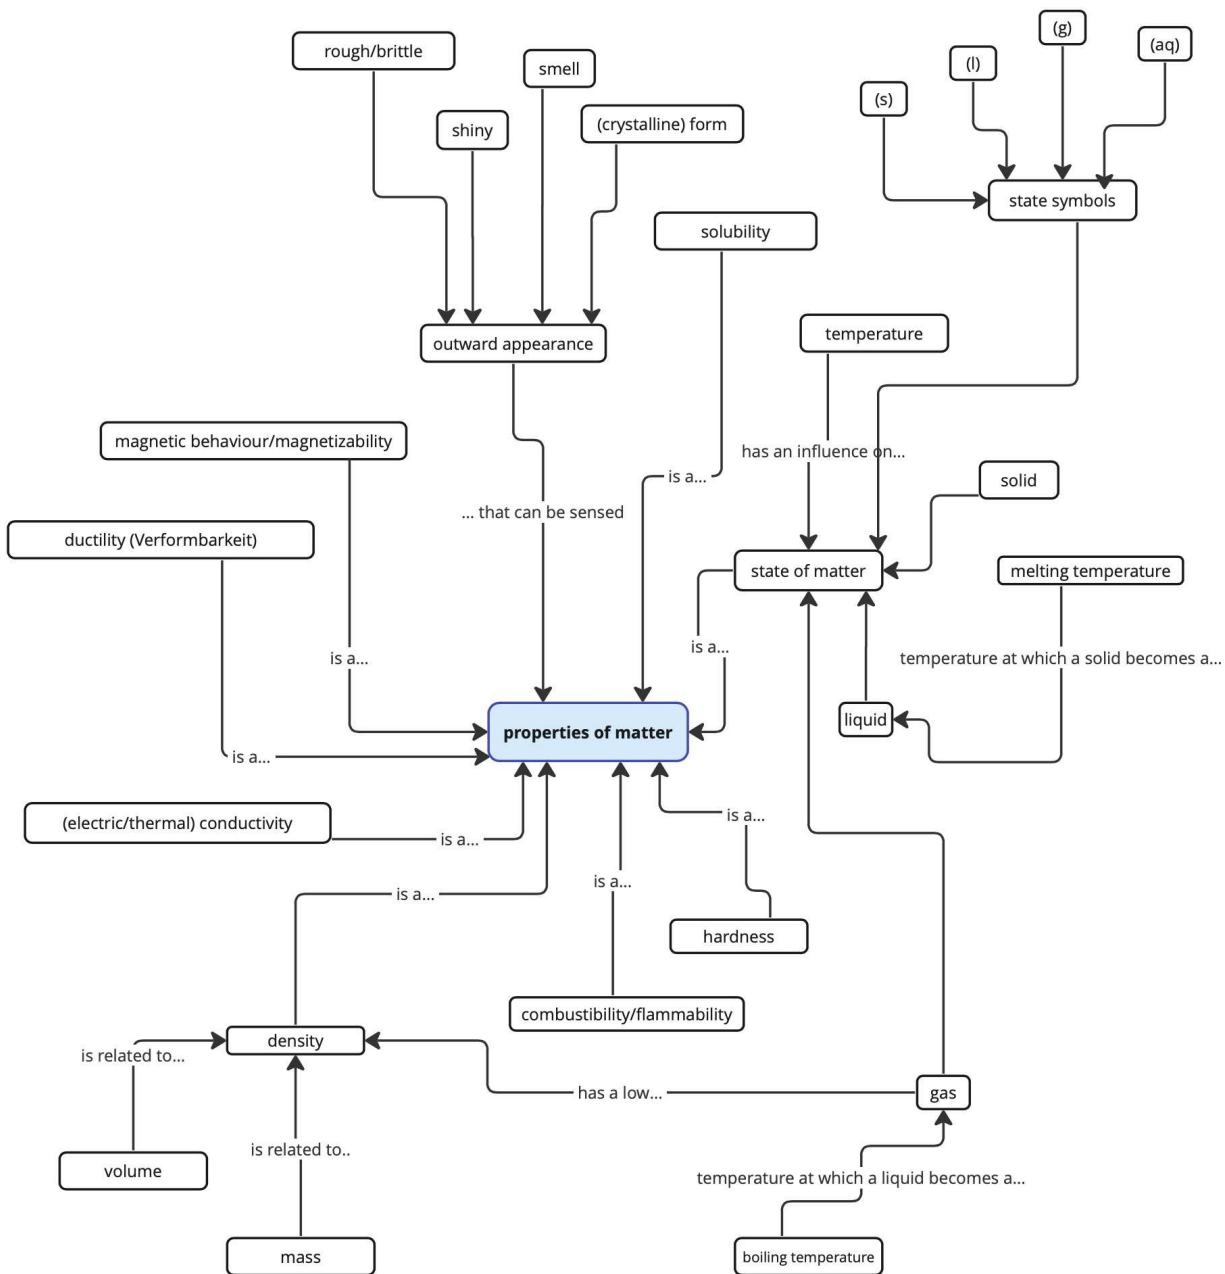 (g)
(aq)
rough/brittle
(l)
smell
(s)
shiny
(crystalline) form
state symbols
solubility
temperature
outward appearance
magnetic behaviour/magnetizability
has an influence on...
is a...
solid
... that can be sensed
ductility (Verformbarkeit)
state of matter
melting temperature
is a...
is a...
temperature at which a solid becomes a...
liquid
properties of matter
is a...
(electric/thermal) conductivity
is a...
is a...
is a...
is a...
hardness
combustibility/flammability
density
is related to...
has a low...
gas
is related to..
volume
temperature at which a liquid becomes a...
mass
boiling temperature